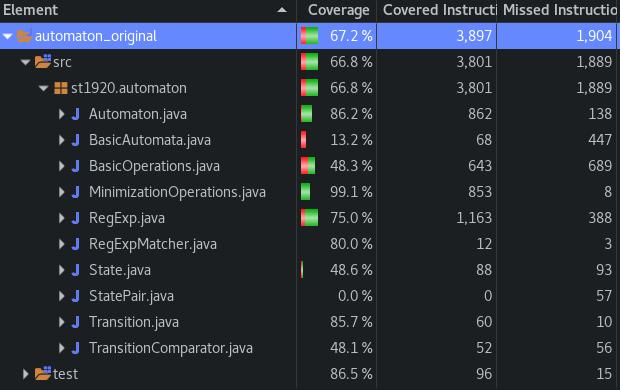 Element Coverage Covered Instructi Missed Instructio
automaton_original 67.2 % 3,897 1,904
src 66.8 % 3,801 1,889
st1920.automaton 66.8 % 3,801 1,889
Automaton.java 86.2 % 862 138
BasicAutomata.java 13.2 % 68 447
BasicOperations.java 48.3 % 643 689
MinimizationOperations.java 99.1 % 853 8
RegExp.java 75.0 % 1,163 388
RegExpMatcher.java 80.0 % 12 3
State.java 48.6 % 88 93
StatePair.java 0.0 % 0 57
Transition.java 85.7 % 60 10
TransitionComparator.java 48.1 % 52 56
test 86.5 % 96 15